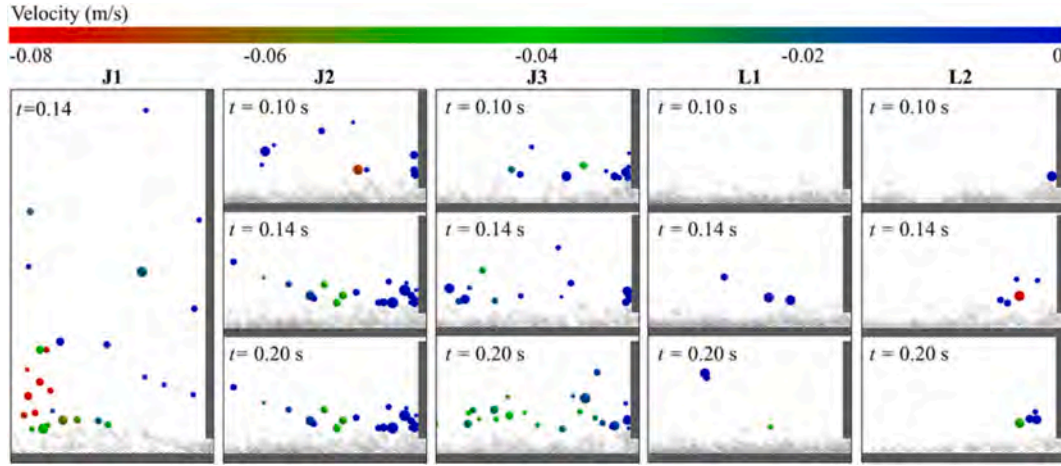 Velocity (m/s)
-0.08 -0.06 -0.04 -0.02 0
J1 J2 J3 L1 L2
t=0.14 t = 0.10 s t = 0.10 s t = 0.10 s t = 0.10 s
t = 0.14 s t = 0.14 s t = 0.14 s t = 0.14 s
t = 0.20 s t = 0.20 s t = 0.20 s t = 0.20 s